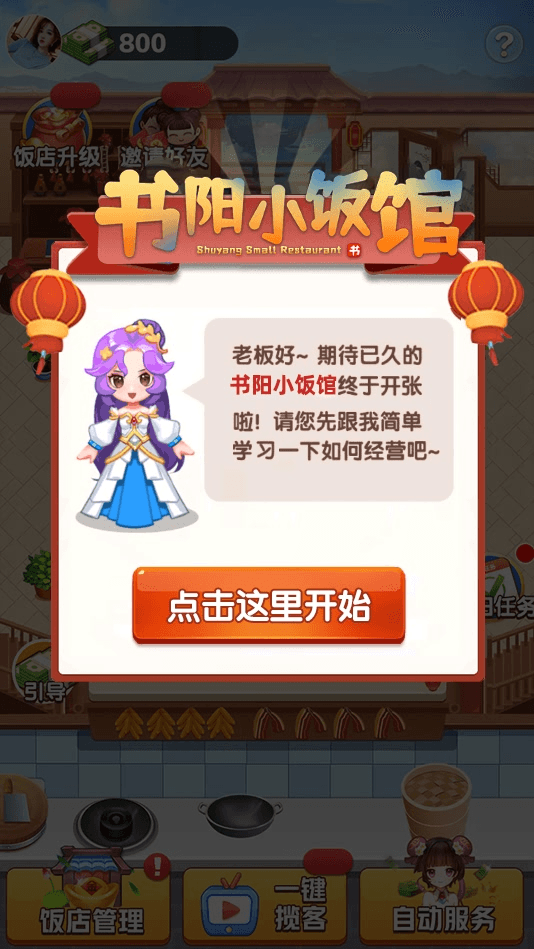 800
?
饭店升级
邀请好友
书阳小饭馆
Shuyang Small Restaurant 书
老板好~ 期待已久的
书阳小饭馆终于开张
啦! 请您先跟我简单
学习一下如何经营吧~
点击这里开始
日任务
引导
饭店管理
!
一键
揽客
自动服务